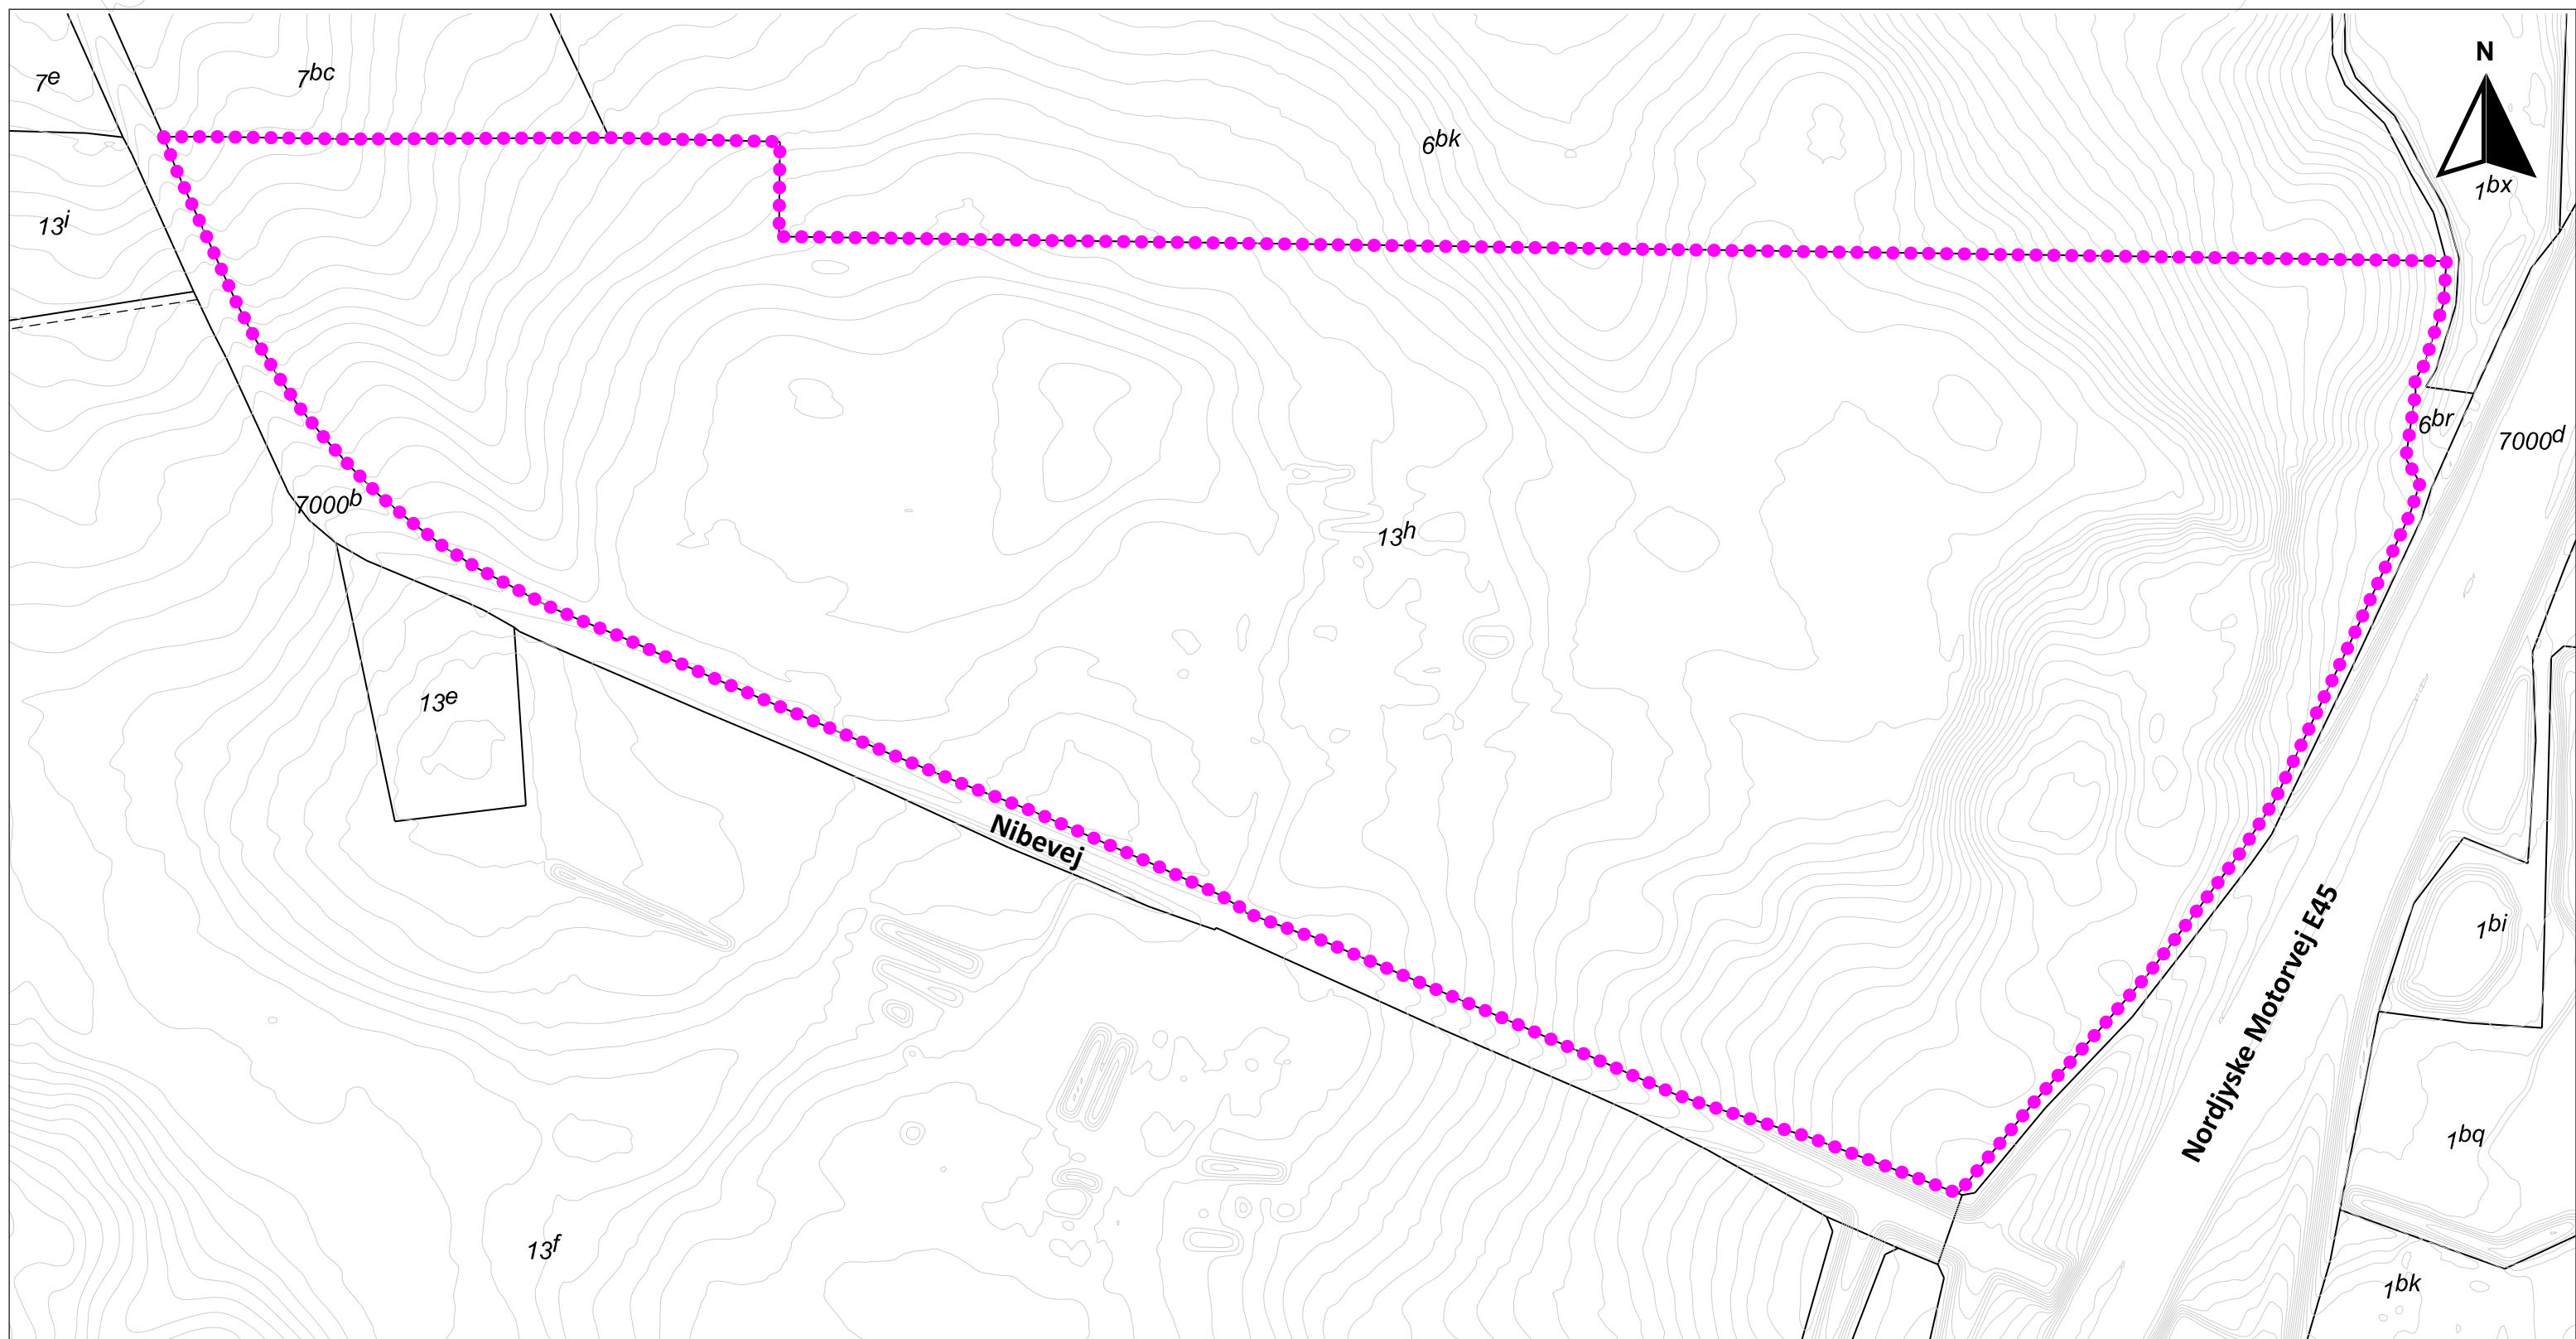 N
7e
7bc
6bk
1bx
13i
6br
7000d
7000b
13h
13e
Nibevej
Nordjyske Motorvej E45
1bi
1bq
13f
1bk